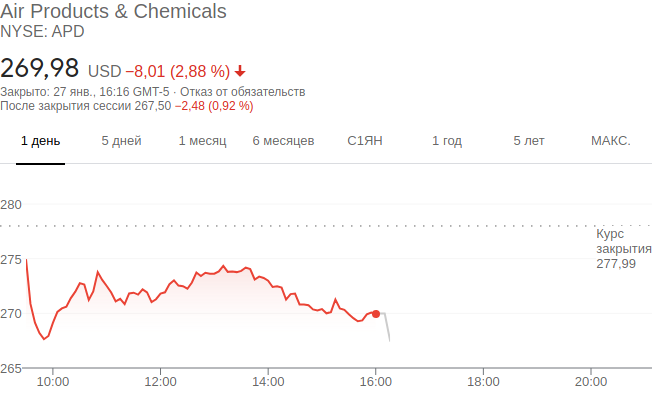 Air Products & Chemicals
NYSE: APD
269,98 USD −8,01 (2,88 %)
Закрыто: 27 янв., 16:16 GMT-5 · Отказ от обязательств
После закрытия сессии 267,50 −2,48 (0,92 %)
1 день 5 дней 1 месяц 6 месяцев С1ЯН 1 год 5 лет МАКС.
280
Курс
закрытия
277,99
275
270
265
10:00 12:00 14:00 16:00 18:00 20:00